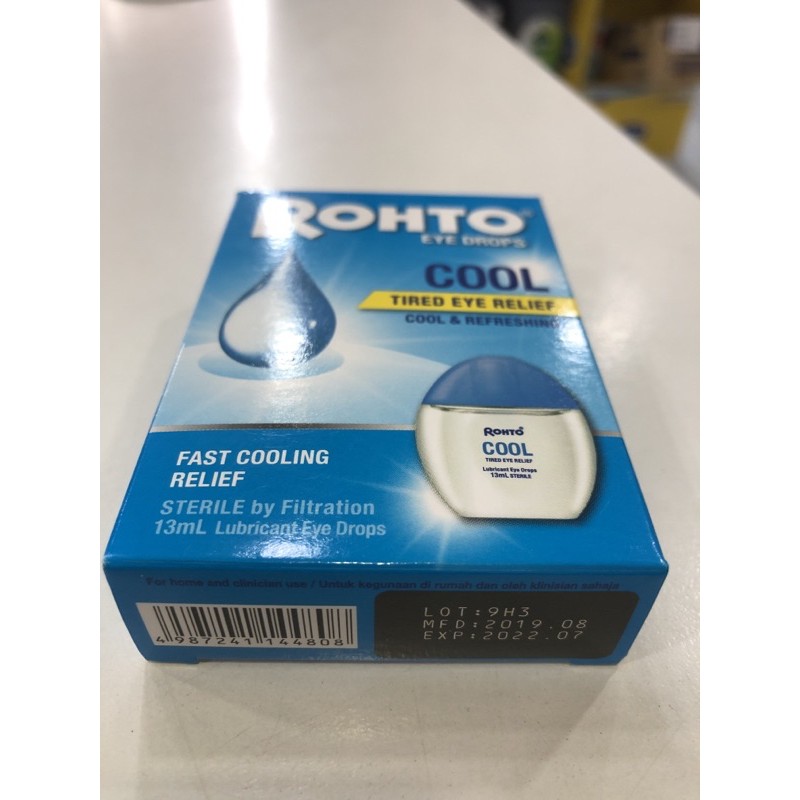 ROHTO
EYE DROPS
COOL
TIRED EYE RELIEF
COOL & REFRESHING
ROHTO
COOL
TIRED EYE RELIEF
Lubricant Eye Drops
13mL STERILE
FAST COOLING
RELIEF
STERILE by Filtration
13mL Lubricant Eye Drops
For home and clinician use / Untuk kegunaan di rumah dan oleh klinisian sahaja
4987241144808
LOT:9H3
MFD:2019.08
EXP:2022.07